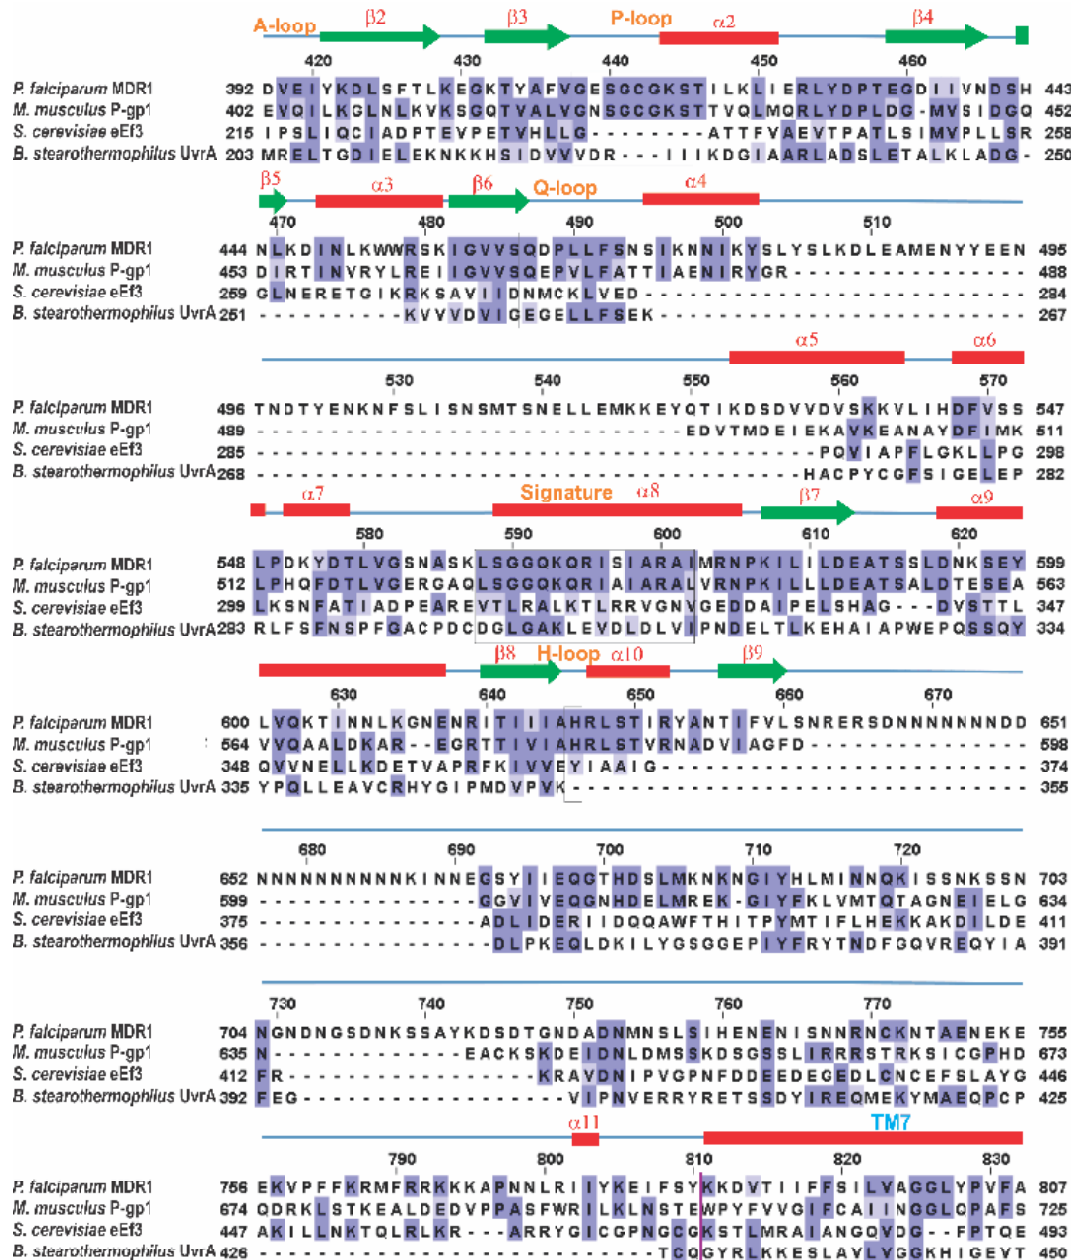 A-loop β2 β3 P-loop α2 β4
420 430 440 450 460
P. falciparum MDR1 392 DVEIYKDLSFTLKEGKTYAFVGESGCGKSTILKLIERLYDPTEGDIIVNDSH 443
M. musculus P-gp1 402 EVQILKGLNLKVKSGQTVALVGNSGCGKSTTVQLMQRLYDPLDG-MVSIDGQ 452
S. cerevisiae eEf3 215 IPSLIQCIADPTEVPETVHLLG--------ATTFVAEVTPATLSIMVPLLSR 258
B. stearothermophilus UvrA 203 MRELTGDIELEKNKKHSIDVVVDR---IIIKDGIAARLADSLETALKLADG- 250
β5 α3 β6 Q-loop α4
470 480 490 500 510
P. falciparum MDR1 444 NLKDINLKWWRSKIGVVSQDPLLFSNSIKNNIKYSLYSLKDLEAMENYYEEN 495
M. musculus P-gp1 453 DIRTINVRYLREIIGVVSQEPVLFATTIAENIRYGR--------------- 488
S. cerevisiae eEf3 259 GLNERETGIKRKSAVIIDNMCKLVED-------------------------- 284
B. stearothermophilus UvrA 251 ----------KVVVDVIGEGELLFSEK------------------------- 267
α5 α6
530 540 550 560 570
P. falciparum MDR1 496 TNDTYENKNFSLISNSMTSNELLEMKKEYQTIKDSDVVDVSKKVLIHDFVSS 547
M. musculus P-gp1 489 -----------------------------EDVTMDEIEKAVKEANAYDFIMK 511
S. cerevisiae eEf3 285 --------------------------------------PQVIAPFLGKLLPG 298
B. stearothermophilus UvrA 268 -------------------------------------HACPYCGFSIGELEP 282
α7 Signature α8 β7 α9
580 590 600 610 620
P. falciparum MDR1 548 LPDKYDTLVGSNASKLSGGQKQRISIARAIMRNPKILILDEATSSLDNKSEY 599
M. musculus P-gp1 512 LPHQFDTLVGERGAQLSGGQKQRIAIARALVRNPKILLLDEATSALDTESEA 563
S. cerevisiae eEf3 299 LKSNFATIADPEAREVTLRALKTLRRVGNVGEDDAIPELSHAG---DVSTTL 347
B. stearothermophilus UvrA 283 RLFSFNSPFGACPDCDGLGAKLEVDLDLVIPNDELTLKEHAIAPWEPQSSQY 334
β8 H-loop α10 β9
630 640 650 660 670
P. falciparum MDR1 600 LVQKTINNLKGNENRITIIIAHRLSTIRYANTIFVLSNRERSDNNNNNNNDD 651
M. musculus P-gp1 564 VVQAALDKAR--EGRTTIVIAHRLSTVRNADVIAGFD--------------- 598
S. cerevisiae eEf3 348 QVVNELLKDETVAPRFKIVVEYIAAIG------------------------- 374
B. stearothermophilus UvrA 335 YPQLLEAVCRHYGIPMDVPVK------------------------------- 355
680 690 700 710 720
P. falciparum MDR1 652 NNNNNNNNNNKINNEGSYIIEQGTHDSLMKNKNGIYHLMINNQKISSNKSSN 703
M. musculus P-gp1 599 ----------------GGVIVEQGNHDELMREK-GIYFKLVMTQTAGNEIELG 634
S. cerevisiae eEf3 375 ---------------ADLIDERIIDQQAWFTHITPYMTIFLHEKKAKDILDE 411
B. stearothermophilus UvrA 356 ----------------DLPKEQLDKILYGSGGEPIYFRYTNDFGQVREQYIA 391
730 740 750 760 770
P. falciparum MDR1 704 NGNDNGSDNKSSAYKDSDTGNDADNMNSLSIHENENISNNRNCKNTAENEKE 755
M. musculus P-gp1 635 N-------------EACKSKDEIDNLDMSSKDSGSSLIRRRSTRKSICGPHD 673
S. cerevisiae eEf3 412 FR-----------------KRAVDNIPVGPNFDDEEDEGEDLCNCEFSLAYG 446
B. stearothermophilus UvrA 392 FEG------------------VIPNVERRYRETSSDYIREQMEKYMAEQPCP 425
α11 TM7
790 800 810 820 830
P. falciparum MDR1 756 EKVPFFKRMFRRKKKAPNNLRIIYKEIFSYKKDVTIIFFSILVAGGLYPVFA 807
M. musculus P-gp1 674 QDRKLSTKEALDEDVPPASFWRILKLNSTEWPYFVVGIFCAIINGGLQPAFS 725
S. cerevisiae eEf3 447 AKILLNKTQLRLKR---ARRYGICGPNGCGKSTLMRAIANGQVDG--FPTQE 493
B. stearothermophilus UvrA 426 ---------------------------TCQGYRLKKESLAVLVGGKHIGEVT 450